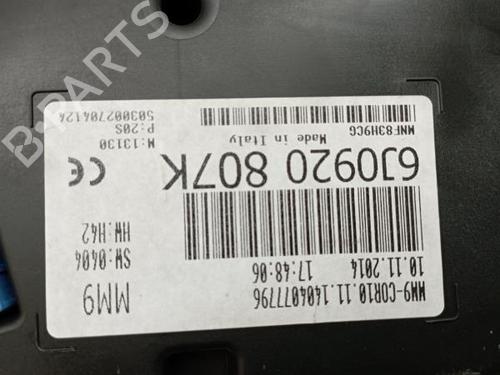 MM9-COR10.11.1404077796
10.11.2014 17:48:06
MM9
SW:0404
HW:H42
6J0920 807K
Made in Italy
MNF83H9CG
CE
M:13130
P:20S
503002704124
B-PARTS